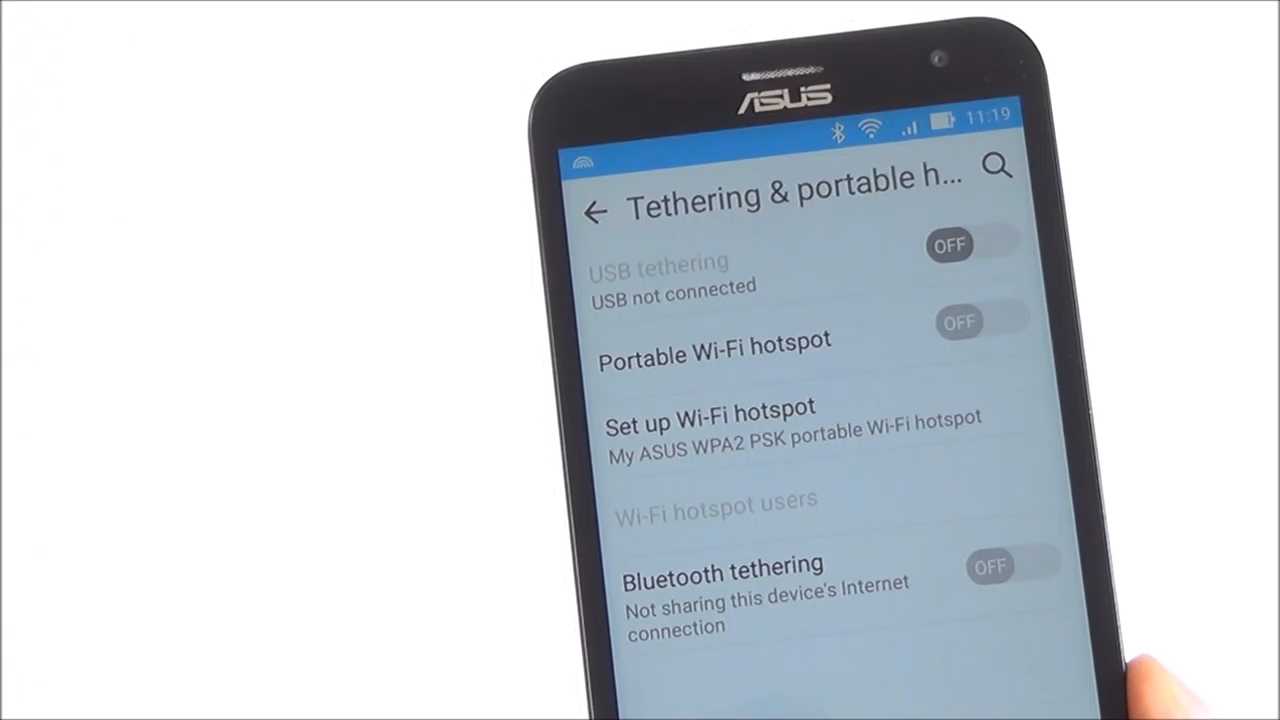 ASUS
11:19
Tethering & portable h...
USB tethering
OFF
USB not connected
Portable Wi-Fi hotspot
OFF
Set up Wi-Fi hotspot
My ASUS WPA2 PSK portable Wi-Fi hotspot
Wi-Fi hotspot users
Bluetooth tethering
OFF
Not sharing this device's Internet
connection